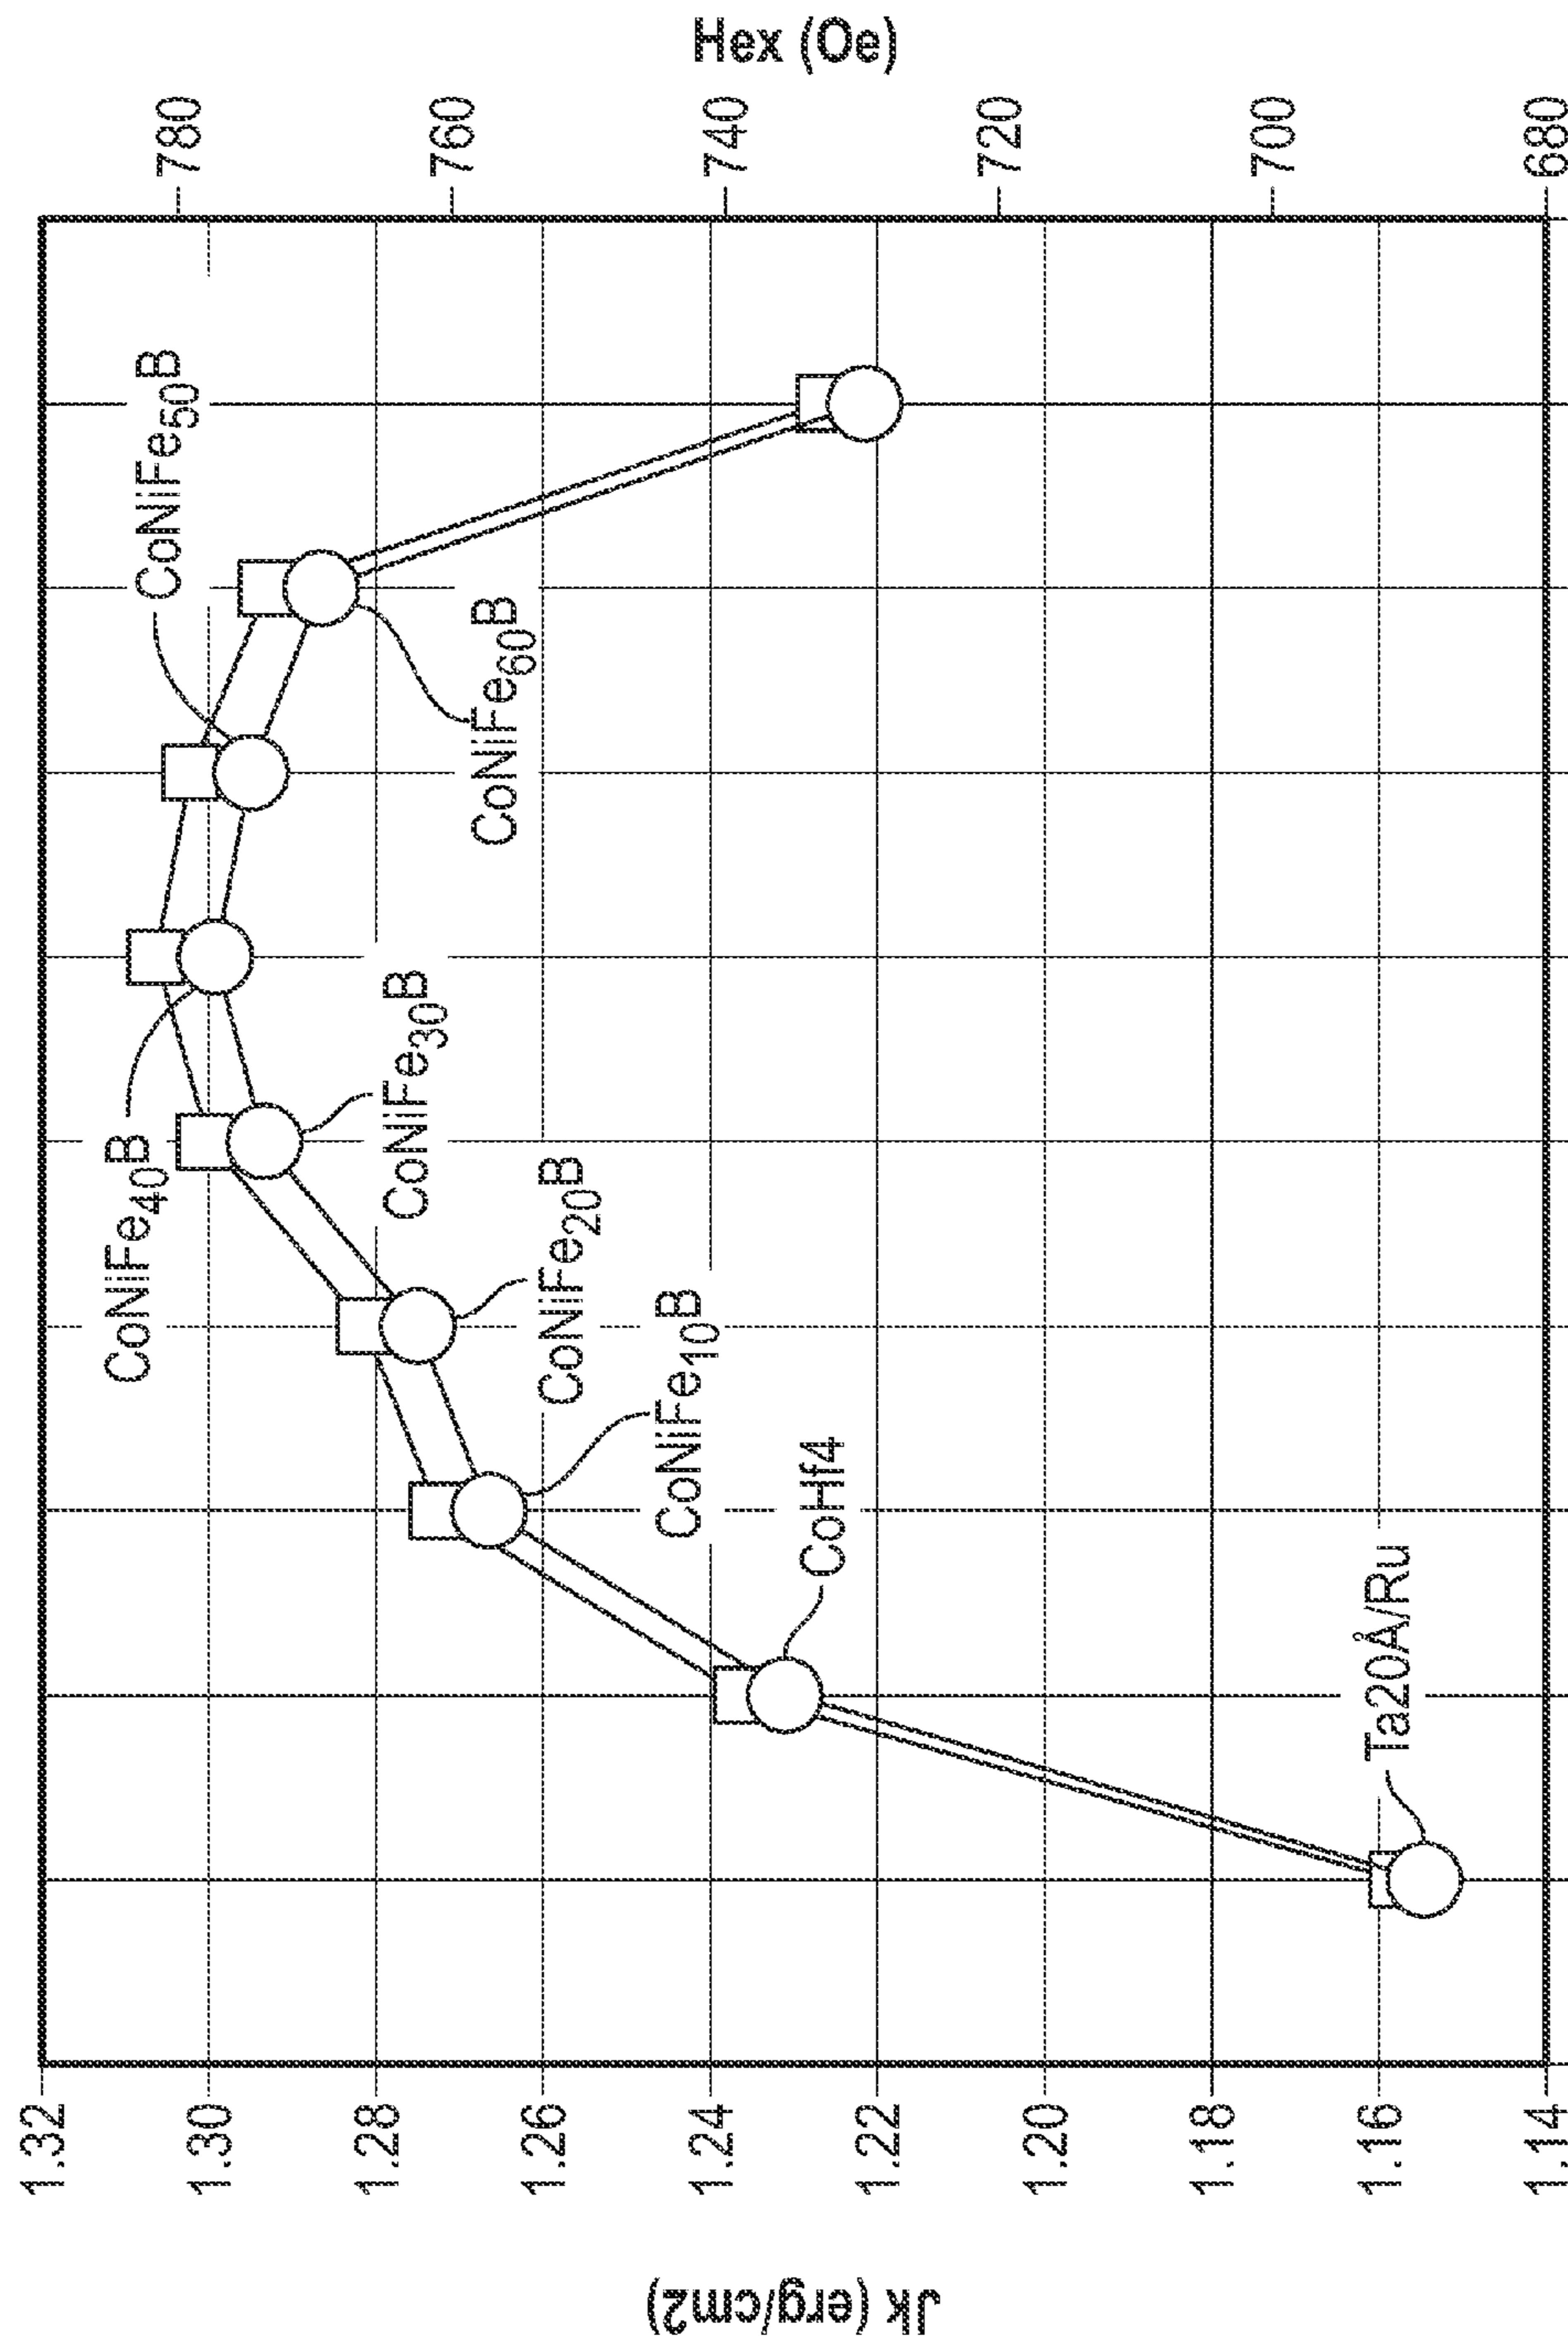 Jk (erg/cm2)
1.32
1.30
1.28
1.26
1.24
1.22
1.20
1.18
1.16
1.14
CoNiFe40B
CoNiFe50B
CoNiFe30B
CoNiFe60B
CoNiFe20B
CoNiFe10B
CoHf4
Ta20Å/Ru
780
760
740
720
700
680
Hex (Oe)